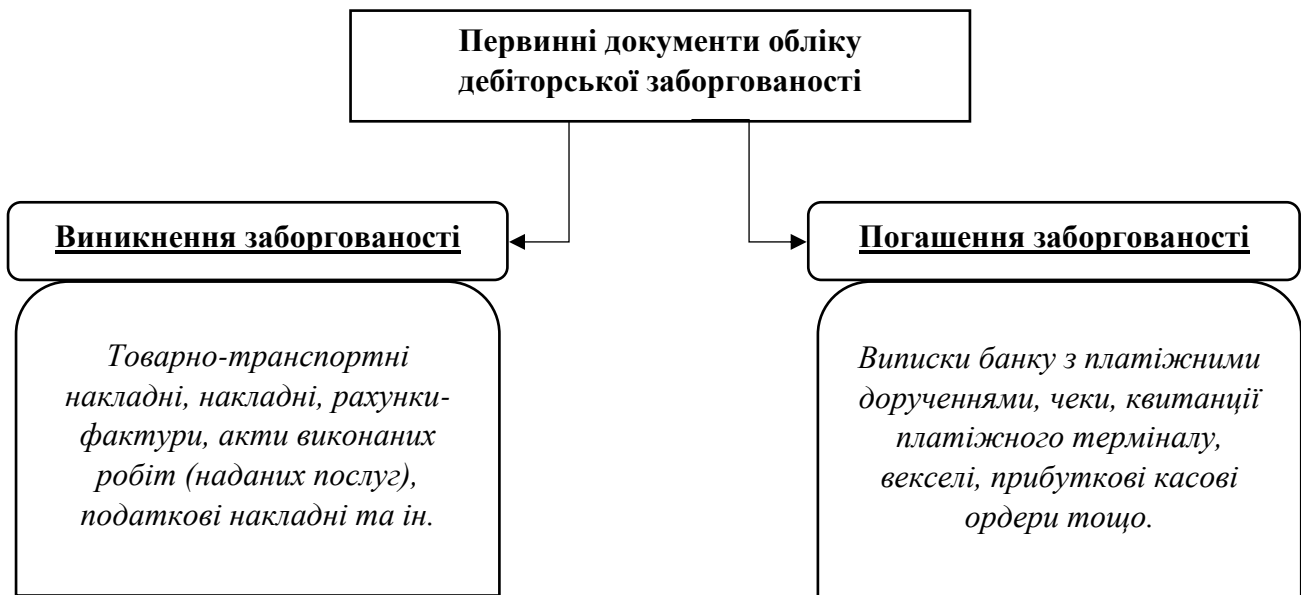 Первинні документи обліку
дебіторської заборгованості
Виникнення заборгованості
Погашення заборгованості
Товарно-транспортні
накладні, накладні, рахунки-
фактури, акти виконаних
робіт (наданих послуг),
податкові накладні та ін.
Виписки банку з платіжними
дорученнями, чеки, квитанції
платіжного терміналу,
векселі, прибуткові касові
ордери тощо.